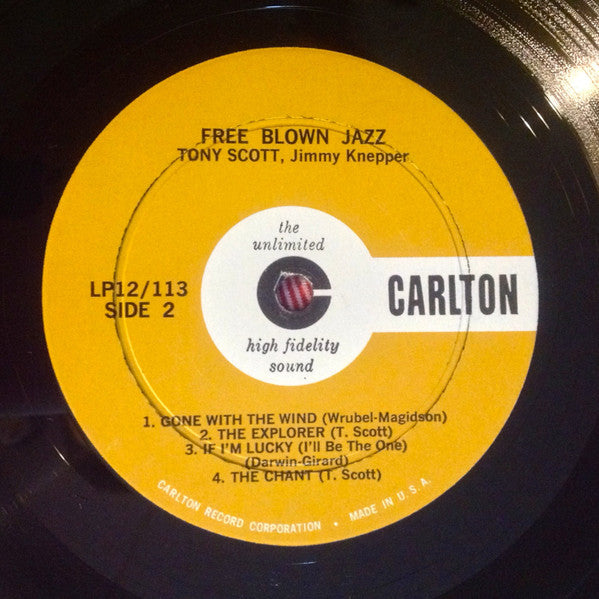 FREE BLOWN JAZZ
TONY SCOTT, Jimmy Knepper
the
unlimited
LP12/113
SIDE 2
CARLTON
high fidelity
sound
1. GONE WITH THE WIND (Wrubel-Magidson)
2. THE EXPLORER (T. Scott)
3. IF I'M LUCKY (I'll Be The One)
(Darwin-Girard)
4. THE CHANT (T. Scott)
CARLTON RECORD CORPORATION • MADE IN U.S.A.